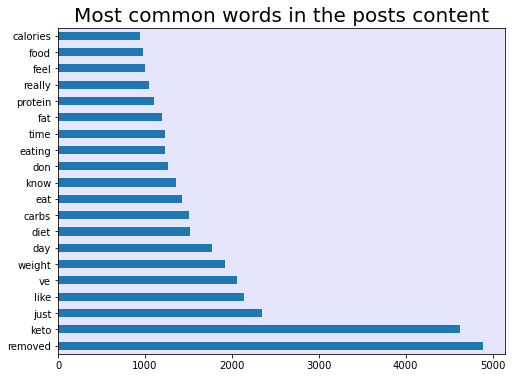 Most common words in the posts content
calories
food
feel
really
protein
fat
time
eating
don
know
eat
carbs
diet
day
weight
ve
like
just
keto
removed
0 1000 2000 3000 4000 5000